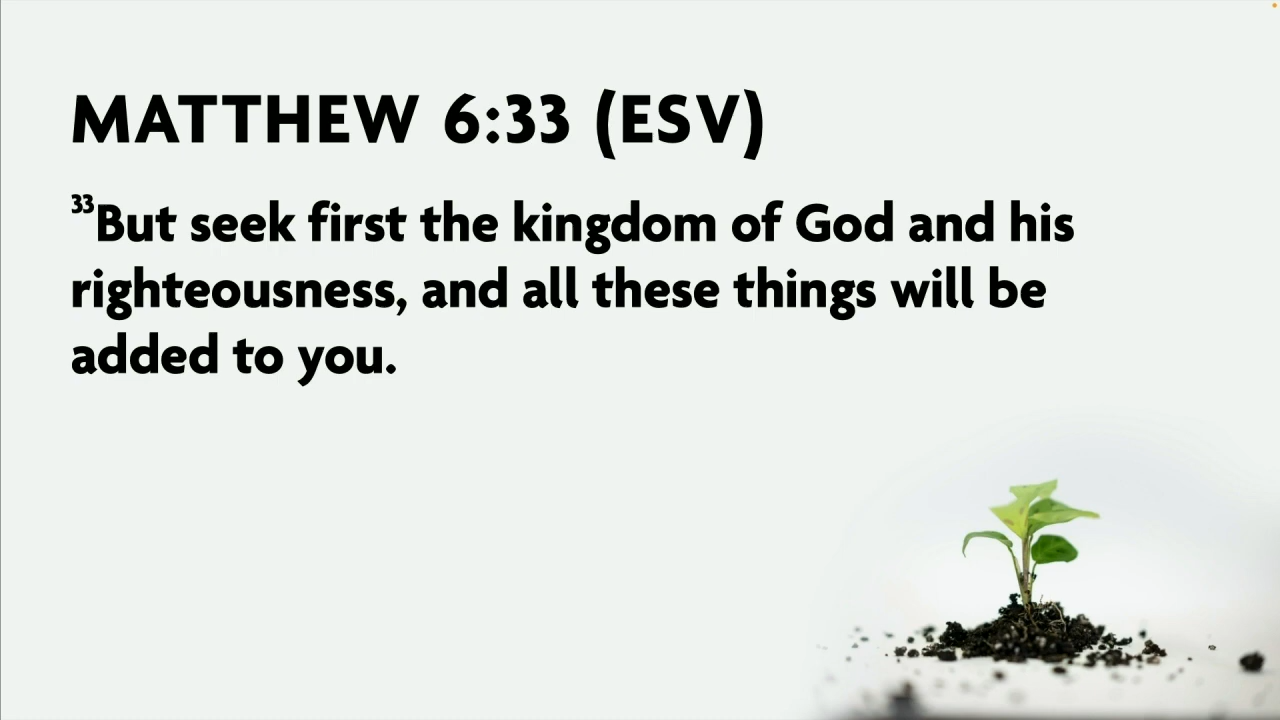 MATTHEW 6:33 (ESV)
33But seek first the kingdom of God and his
righteousness, and all these things will be
added to you.